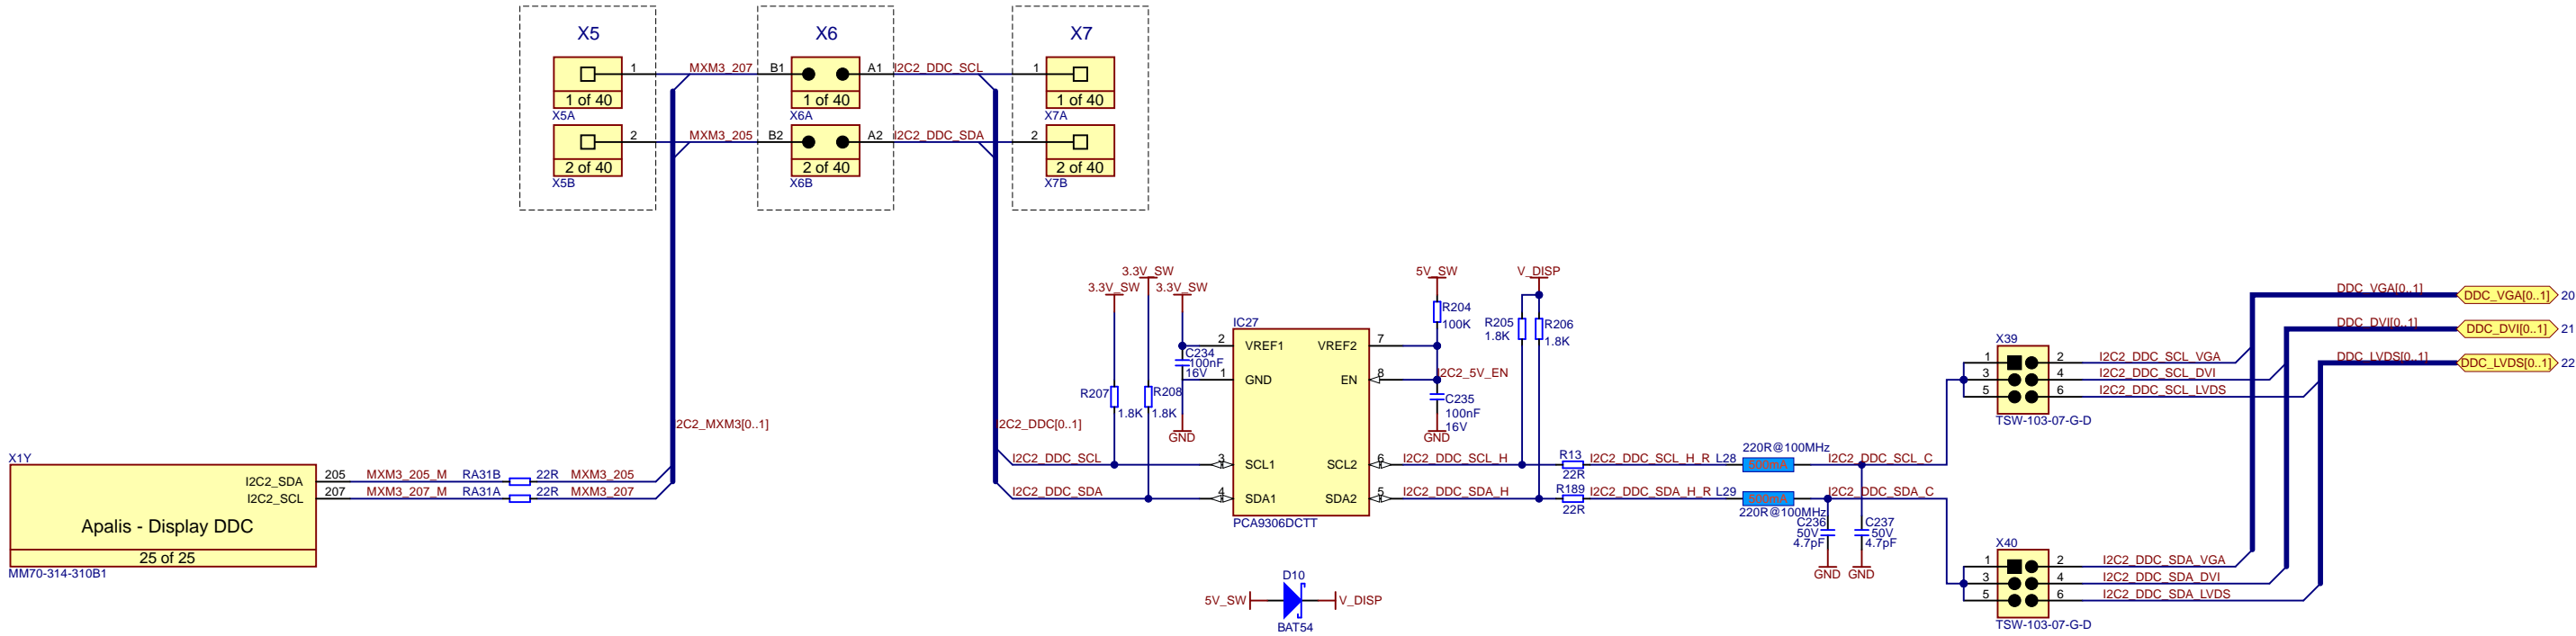 X5
X6
X7
1
MXM3_207
B1
A1
I2C2_DDC_SCL
1
1 of 40
1 of 40
1 of 40
X5A
X6A
X7A
2
MXM3_205
B2
A2
I2C2_DDC_SDA
2
2 of 40
2 of 40
2 of 40
X5B
X6B
X7B
3.3V_SW
3.3V_SW
3.3V_SW
5V_SW
V_DISP
DDC_VGA[0..1]
DDC_VGA[0..1]
20
DDC_DVI[0..1]
DDC_DVI[0..1]
21
DDC_LVDS[0..1]
DDC_LVDS[0..1]
22
R204
100K
R205
1.8K
R206
1.8K
IC27
2
VREF1
VREF2
7
C234
100nF
16V
1
GND
EN
8
I2C2_5V_EN
R207
1.8K
R208
1.8K
C235
100nF
16V
GND
GND
X39
1
2
I2C2_DDC_SCL_VGA
3
4
I2C2_DDC_SCL_DVI
5
6
I2C2_DDC_SCL_LVDS
TSW-103-07-G-D
2C2_MXM3[0..1]
2C2_DDC[0..1]
I2C2_DDC_SCL
3
SCL1
SCL2
6
I2C2_DDC_SCL_H
R13
22R
I2C2_DDC_SCL_H_R
L28
220R@100MHz
500mA
I2C2_DDC_SCL_C
I2C2_DDC_SDA
4
SDA1
SDA2
5
I2C2_DDC_SDA_H
R189
22R
I2C2_DDC_SDA_H_R
L29
500mA
220R@100MHz
I2C2_DDC_SDA_C
PCA9306DCTT
C236
50V
4.7pF
C237
50V
4.7pF
GND
GND
X1Y
I2C2_SDA
205
MXM3_205_M
RA31B
22R
MXM3_205
I2C2_SCL
207
MXM3_207_M
RA31A
22R
MXM3_207
Apalis - Display DDC
25 of 25
MM70-314-310B1
X40
1
2
I2C2_DDC_SDA_VGA
3
4
I2C2_DDC_SDA_DVI
5
6
I2C2_DDC_SDA_LVDS
TSW-103-07-G-D
D10
5V_SW
V_DISP
BAT54